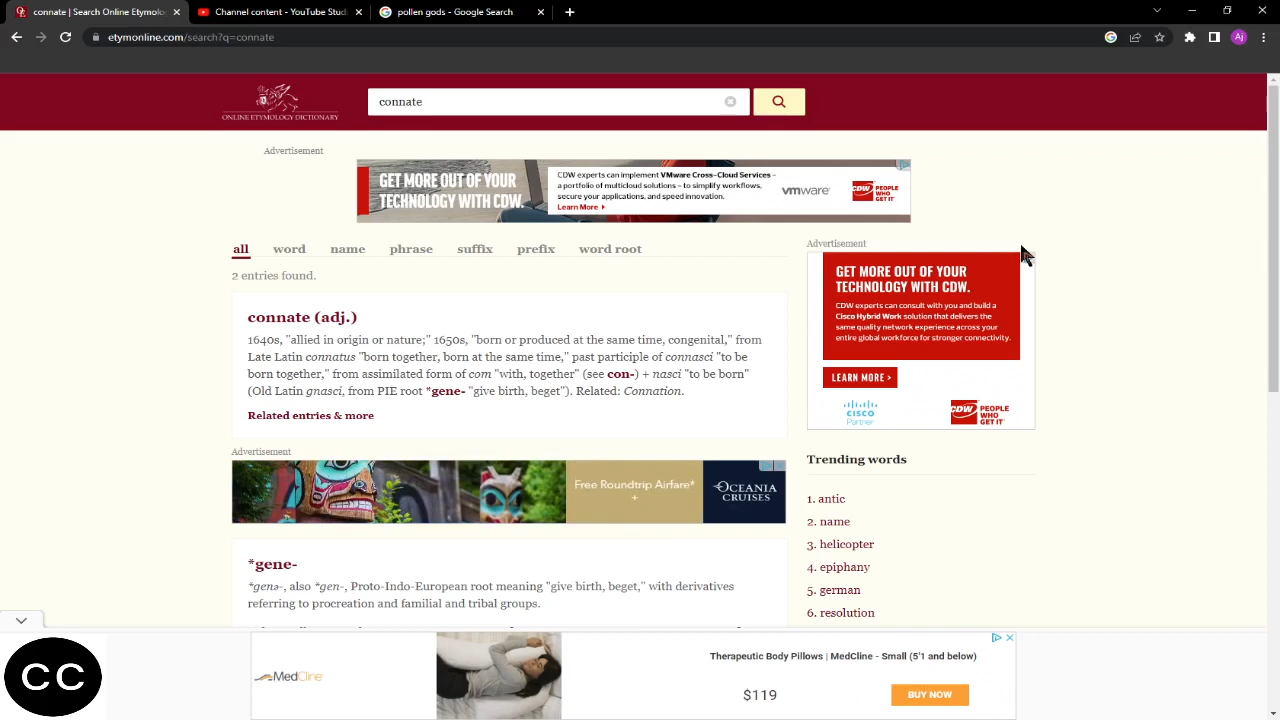 connate | Search Online Etymology Dict
Connate - YouTube Stud
pollen gods - Google Search
etymonline.com/search?q=connate
Aj
ONLINE ETYMOLOGY DICTIONARY
connate
Advertisement
GET MORE OUT OF YOUR
TECHNOLOGY WITH CDW.
CDW experts can implement VMware Cross-Cloud Services –
a portfolio of multicloud solutions – to simplify workflows,
secure your applications, and speed innovation.
Learn More
vmware
CDW PEOPLE
WHO
GET IT
all word name phrase suffix prefix word root
2 entries found.
connate (adj.)
1640s, "allied in origin or nature;" 1650s, "born or produced at the same time, congenital," from
Late Latin connatus "born together, born at the same time," past participle of connasci "to be
born together," from assimilated form of com "with, together" (see con-) + nasci "to be born"
(Old Latin gnasci, from PIE root *gene- "give birth, beget"). Related: Connation.
Related entries & more
Advertisement
Free Roundtrip Airfare*
+
OCEANIA
CRUISES
*gene-
*genə-, also *gen-, Proto-Indo-European root meaning "give birth, beget," with derivatives
referring to procreation and familial and tribal groups.
Advertisement
GET MORE OUT OF YOUR
TECHNOLOGY WITH CDW.
CDW experts can consult with you and build a
Cisco Hybrid Work solution that delivers the
same quality network experience across your
entire global workforce for stronger connectivity.
LEARN MORE >
CISCO
Partner
CDW PEOPLE
WHO
GET IT
Trending words
1. antic
2. name
3. helicopter
4. epiphany
5. german
6. resolution
CC
MedCline
Therapeutic Body Pillows | MedCline - Small (5'1 and below)
$119
BUY NOW